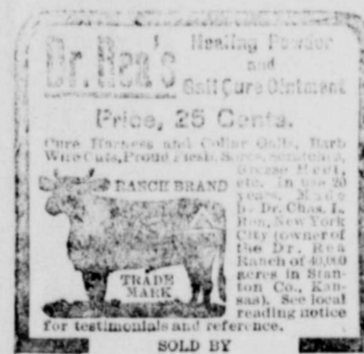 Dr. Rea's
Healing Powder
and
Gall Cure Ointment
Price, 25 Cents.
Cure Harness and Collar Galls, Barb
Wire Cuts, Proud Flesh, Sores, Scratches,
Grease Heel,
etc. In use 20
years. Made
by Dr. Chas. L.
Rea, New York
City (owner of
the Dr. Rea
Ranch of 40,000
acres in Stan-
ton Co., Kan-
sas). See local
reading notice
for testimonials and reference.
RANCH BRAND
TRADE
MARK
SOLD BY